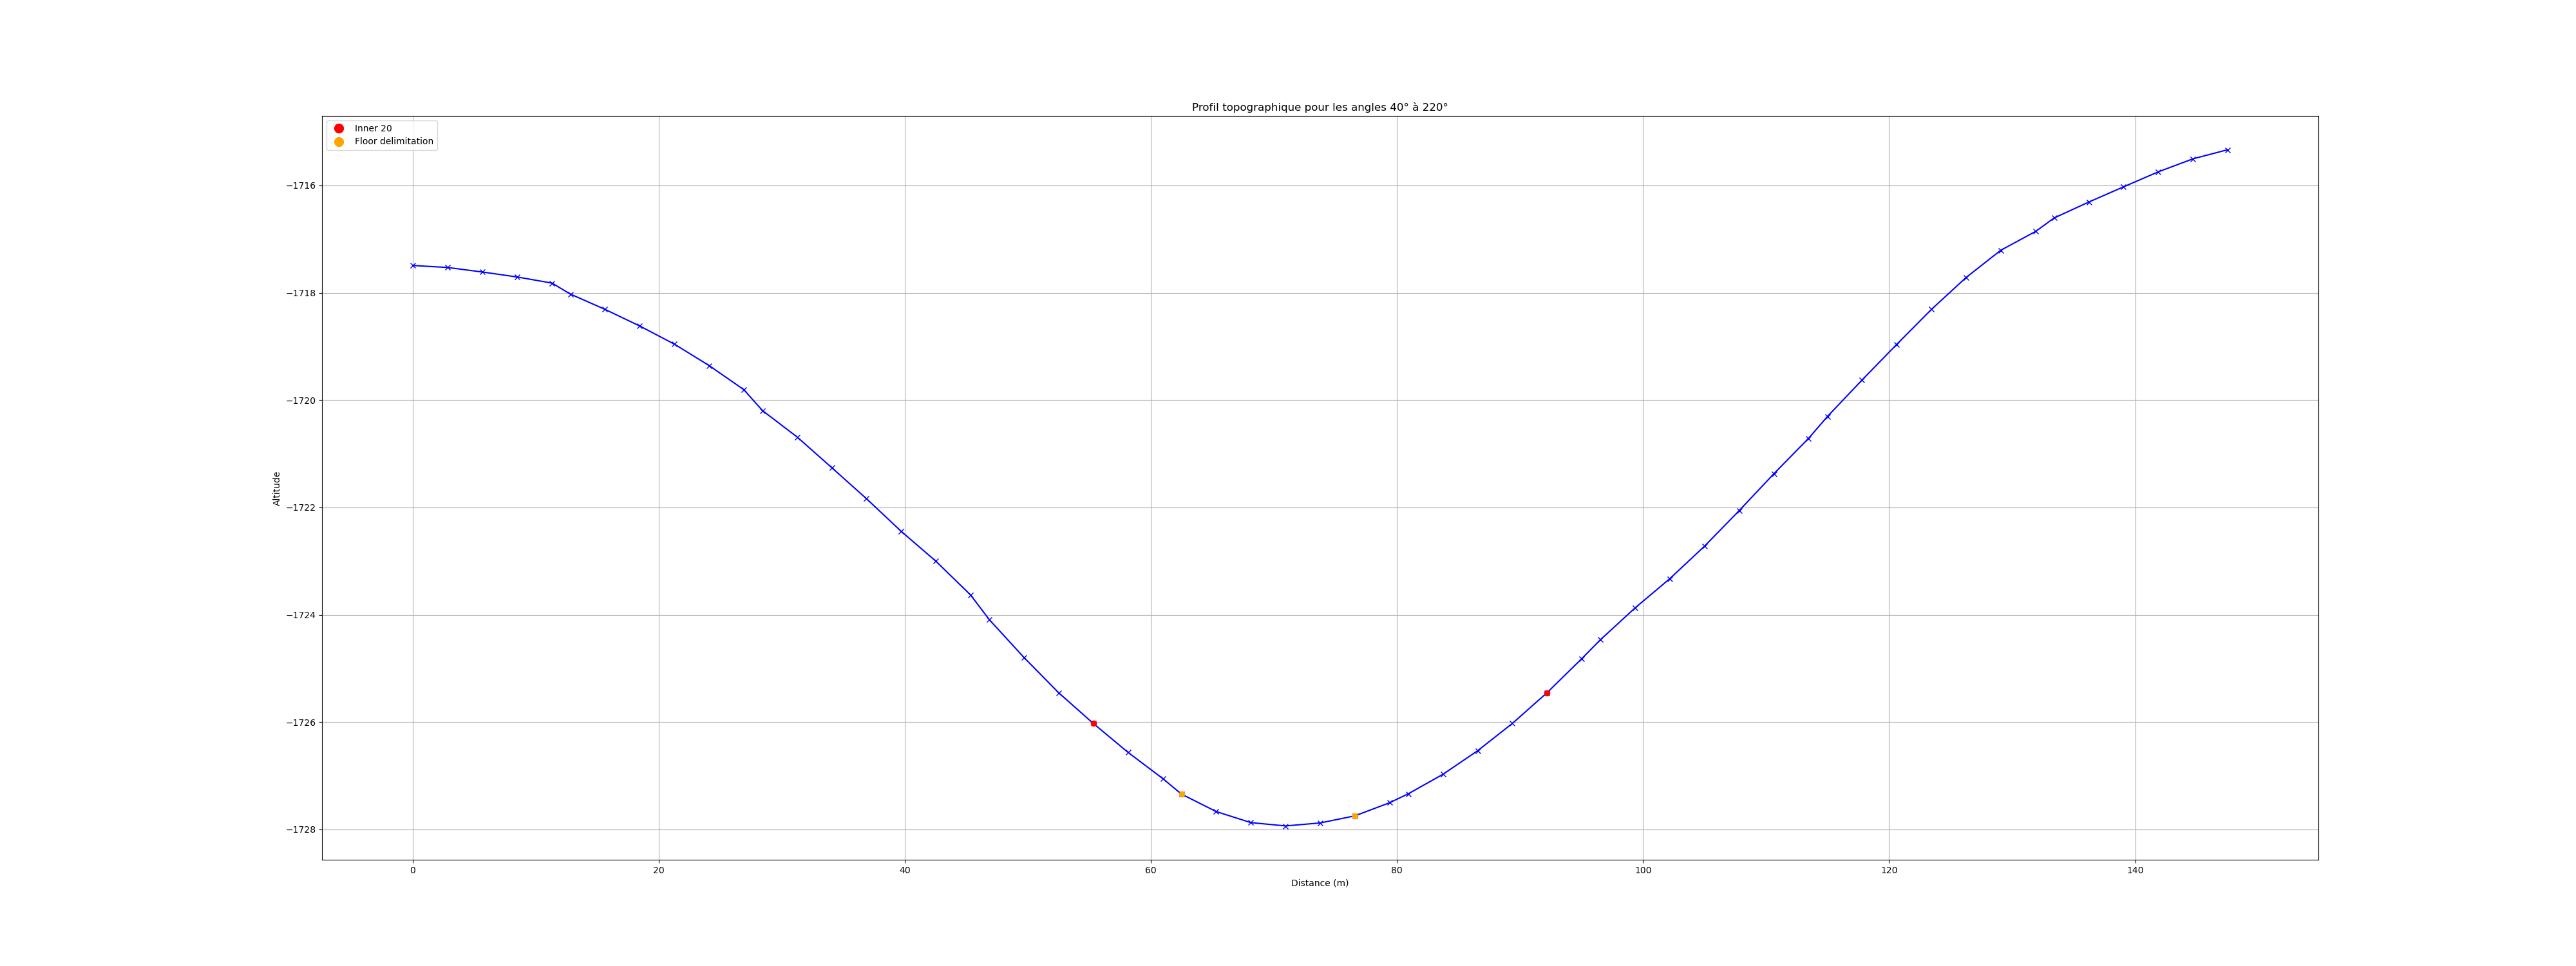 Profil topographique pour les angles 40° à 220°
Inner 20
Floor delimitation
−1716
−1718
−1720
−1722
−1724
−1726
−1728
Altitude
0 20 40 60 80 100 120 140
Distance (m)